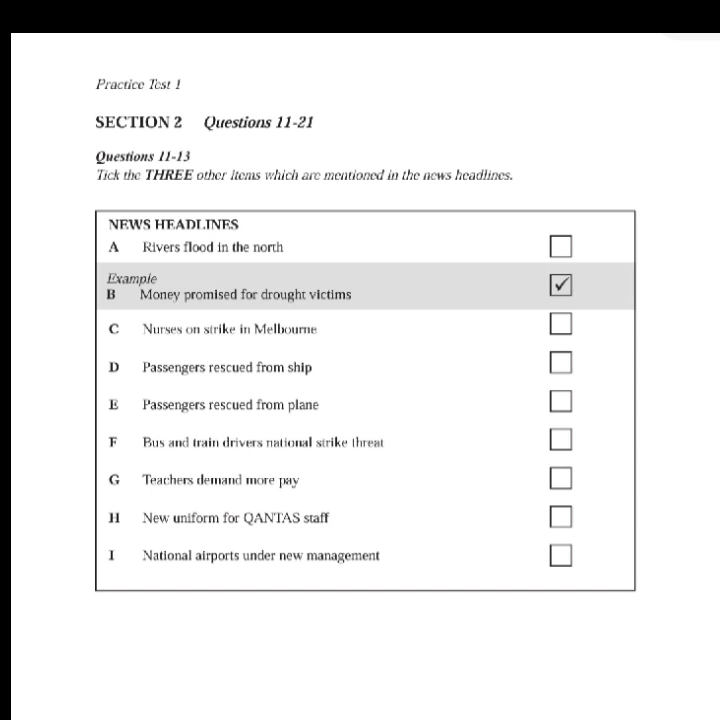 Practice Test 1
SECTION 2 Questions 11-21
Questions 11-13
Tick the THREE other items which are mentioned in the news headlines.
NEWS HEADLINES
A Rivers flood in the north
Example
B Money promised for drought victims
C Nurses on strike in Melbourne
D Passengers rescued from ship
E Passengers rescued from plane
F Bus and train drivers national strike threat
G Teachers demand more pay
H New uniform for QANTAS staff
I National airports under new management